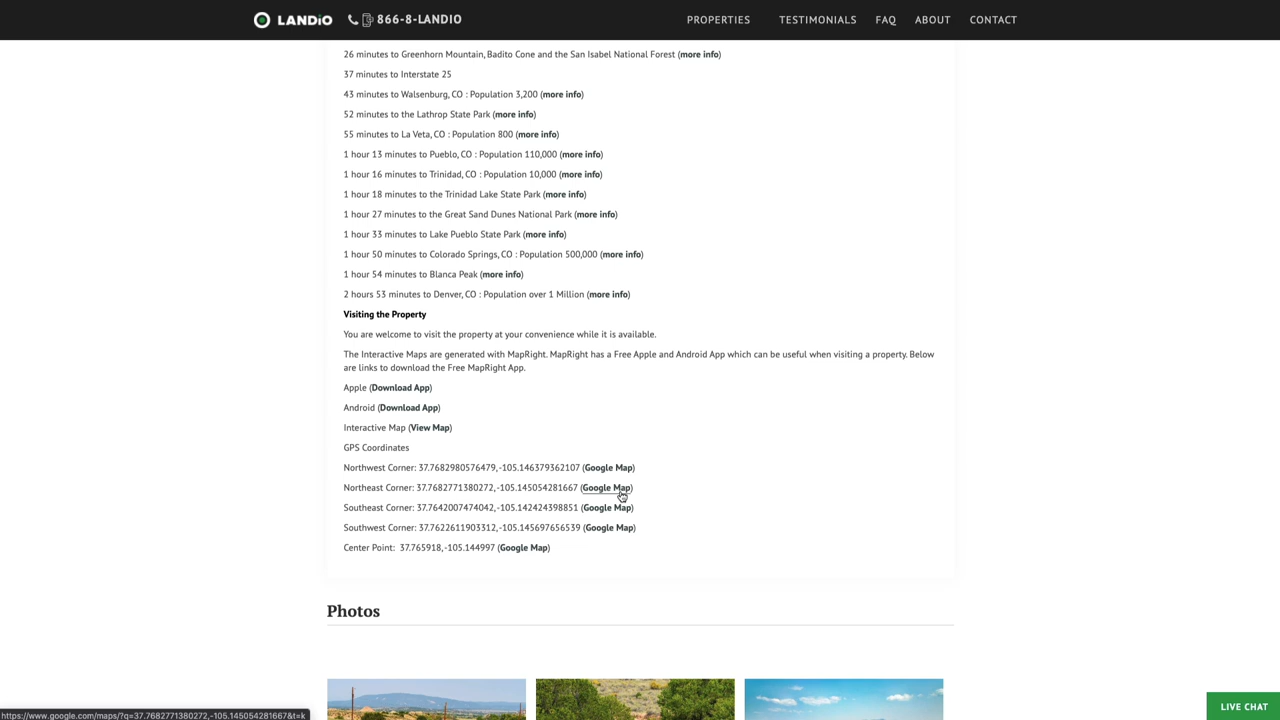 LANDiO 866-8-LANDIO PROPERTIES TESTIMONIALS FAQ ABOUT CONTACT
26 minutes to Greenhorn Mountain, Badito Cone and the San Isabel National Forest (more info)
37 minutes to Interstate 25
43 minutes to Walsenburg, CO : Population 3,200 (more info)
52 minutes to the Lathrop State Park (more info)
55 minutes to La Veta, CO : Population 800 (more info)
1 hour 13 minutes to Pueblo, CO : Population 110,000 (more info)
1 hour 16 minutes to Trinidad, CO : Population 10,000 (more info)
1 hour 18 minutes to the Trinidad Lake State Park (more info)
1 hour 27 minutes to the Great Sand Dunes National Park (more info)
1 hour 33 minutes to Lake Pueblo State Park (more info)
1 hour 50 minutes to Colorado Springs, CO : Population 500,000 (more info)
1 hour 54 minutes to Blanca Peak (more info)
2 hours 53 minutes to Denver, CO : Population over 1 Million (more info)
Visiting the Property
You are welcome to visit the property at your convenience while it is available.
The Interactive Maps are generated with MapRight. MapRight has a Free Apple and Android App which can be useful when visiting a property. Below
are links to download the Free MapRight App.
Apple (Download App)
Android (Download App)
Interactive Map (View Map)
GPS Coordinates
Northwest Corner: 37.7682980576479,-105.146379362107 (Google Map)
Northeast Corner: 37.7682771380272,-105.145054281667 (Google Map)
Southeast Corner: 37.7642007474042,-105.142424398851 (Google Map)
Southwest Corner: 37.7622611903312,-105.145697656539 (Google Map)
Center Point: 37.765918,-105.144997 (Google Map)
Photos
LIVE CHAT
https://www.google.com/maps/?q=37.7682771380272,-105.145054281667&t=k